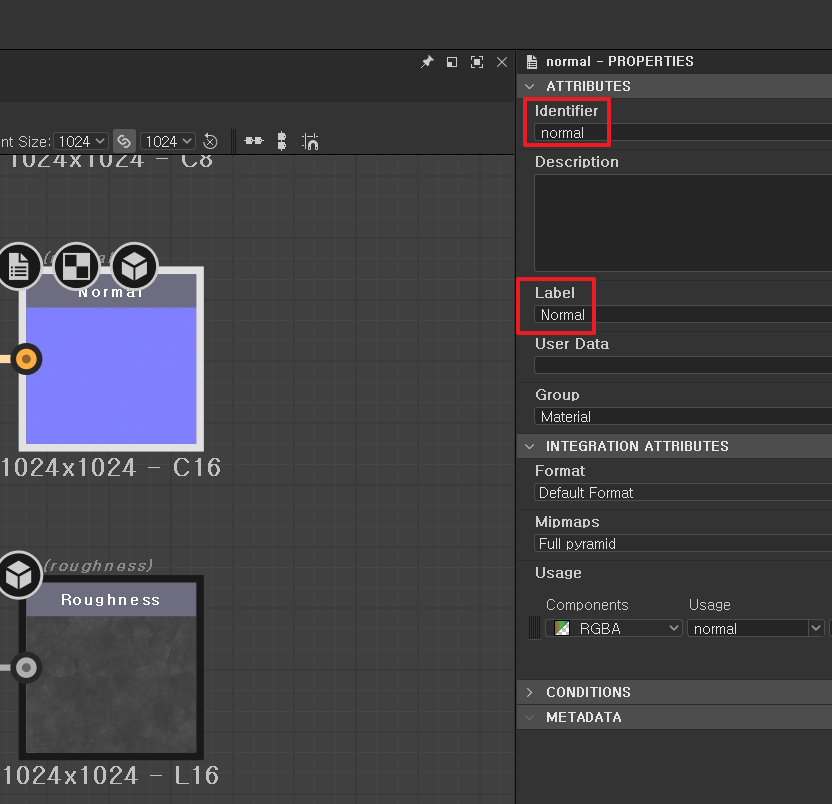 normal - PROPERTIES
ATTRIBUTES
Identifier
normal
Description
Label
Normal
User Data
Group
Material
INTEGRATION ATTRIBUTES
Format
Default Format
Mipmaps
Full pyramid
Usage
Components
Usage
RGBA
normal
CONDITIONS
METADATA
nt Size: 1024
1024
1024x1024 - C8
Normal
1024x1024 - C16
(roughness)
Roughness
1024x1024 - L16